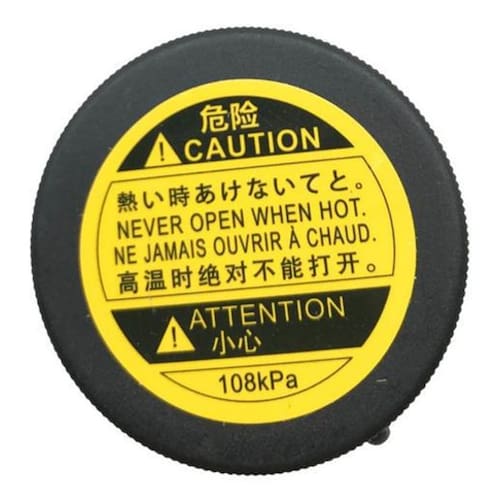 危险
CAUTION
熱い時あけないてと。
NEVER OPEN WHEN HOT.
NE JAMAIS OUVRIR À CHAUD.
高温时绝对不能打开。
ATTENTION
小心
108kPa